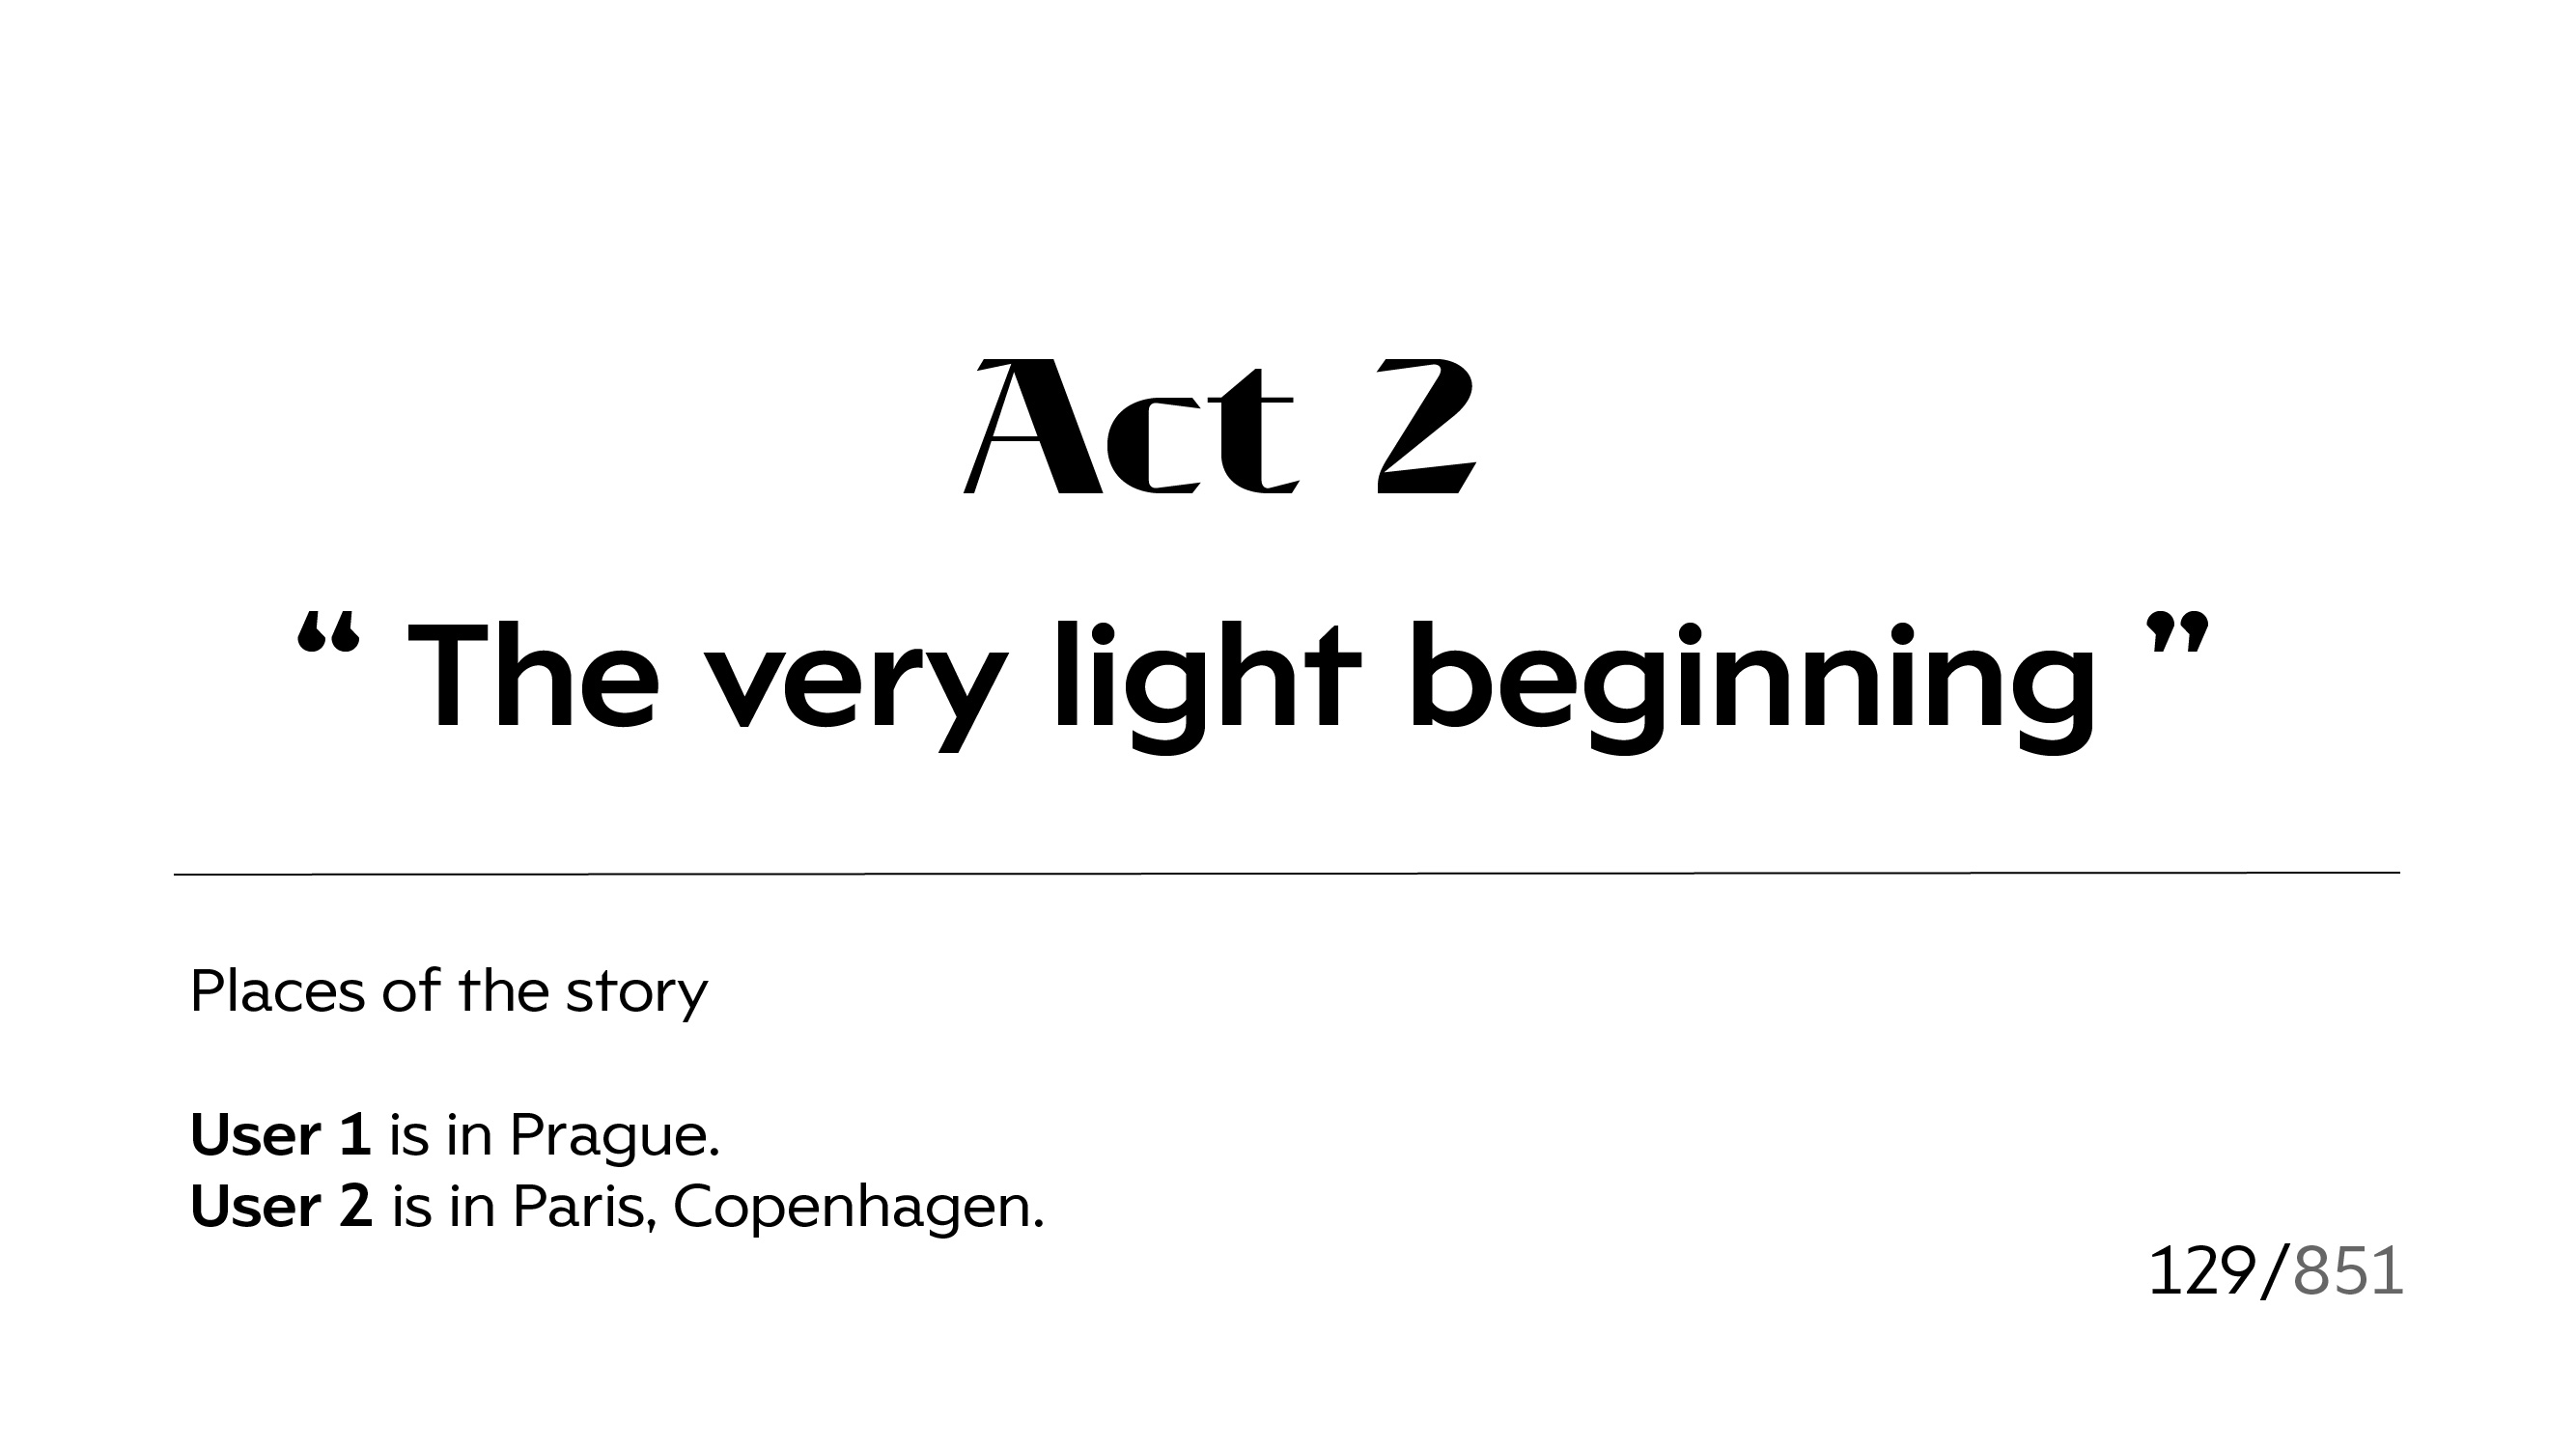 Act 2
“ The very light beginning ”
Places of the story
User 1 is in Prague.
User 2 is in Paris, Copenhagen.
129/851